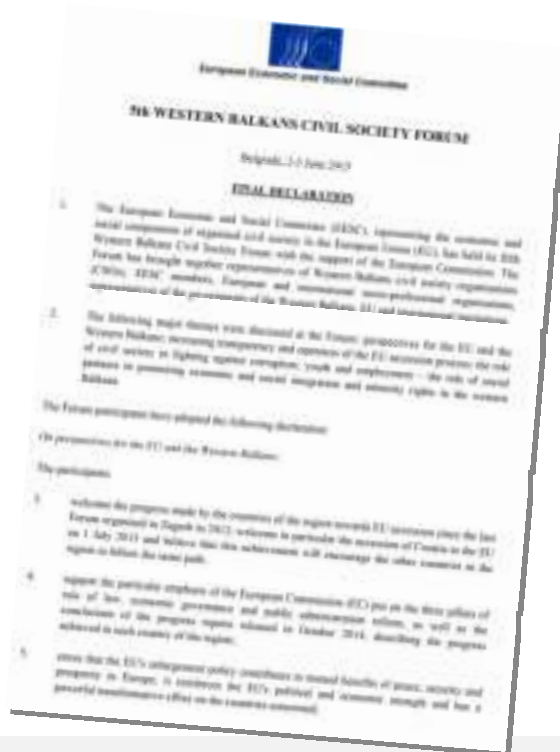 European Economic and Social Committee
5th WESTERN BALKANS CIVIL SOCIETY FORUM
Belgrade, 2-3 June 2015
FINAL DECLARATION
1. The European Economic and Social Committee (EESC), representing the economic and
social components of organised civil society in the European Union (EU), has held its fifth
Western Balkans Civil Society Forum with the support of the European Commission. The
Forum has brought together representatives of Western Balkans civil society organisations
(CSOs), EESC members, European and international socio-professional organisations,
representatives of the governments of the Western Balkans, EU and international institutions.
2. The following major themes were discussed at the Forum: perspectives for the EU and the
Western Balkans; increasing transparency and openness of the EU accession process: the role
of civil society in fighting against corruption; youth and employment – the role of social
partners in promoting economic and social integration and minority rights in the western
Balkans.
The Forum participants have adopted the following declaration:
On perspectives for the EU and the Western Balkans:
The participants:
3. welcome the progress made by the countries of the region towards EU accession since the last
Forum organised in Zagreb in 2013; welcome in particular the accession of Croatia to the EU
on 1 July 2013 and believe that this achievement will encourage the other countries in the
region to follow the same path;
4. support the particular emphasis of the European Commission (EC) put on the three pillars of
rule of law, economic governance and public administration reform, as well as the
conclusions of the progress reports released in October 2014, describing the progress
achieved in each country of the region;
5. stress that the EU's enlargement policy contributes to mutual benefits of peace, security and
prosperity in Europe; it reinforces the EU's political and economic strength and has a
powerful transformative effect on the countries concerned;